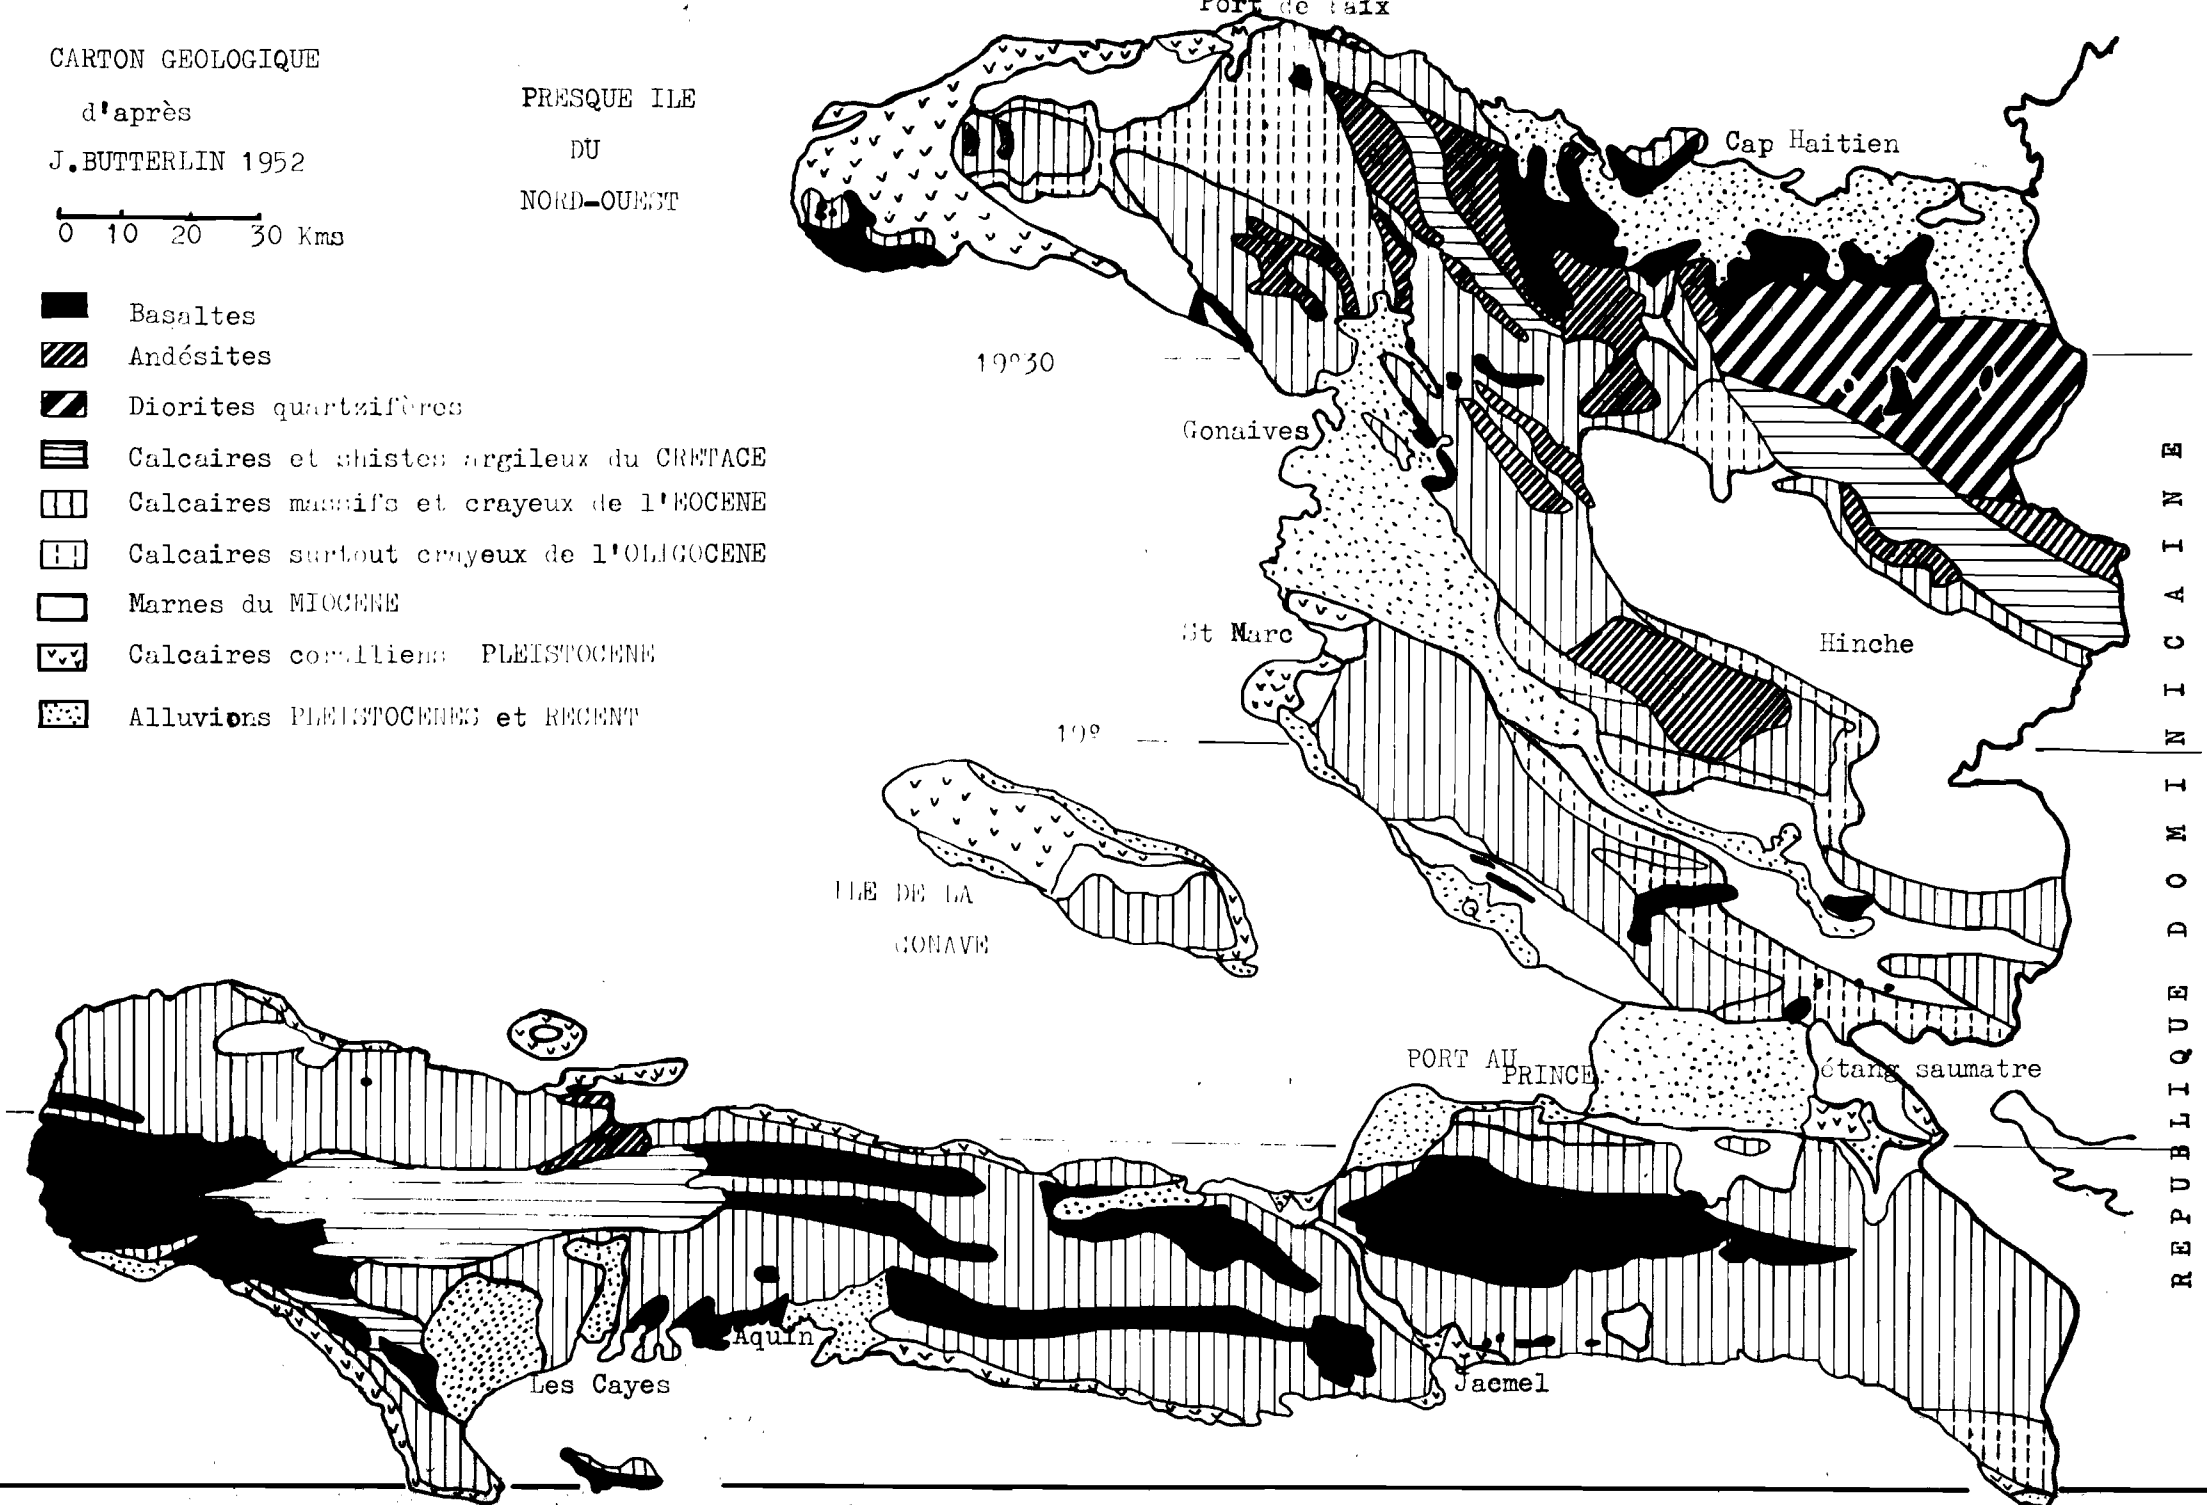 Port de Paix
CARTON GEOLOGIQUE
d'après
J.BUTTERLIN 1952
0 10 20 30 Kms
PRESQUE ILE
DU
NORD-OUEST
Basaltes
Andésites
Diorites quartzifères
Calcaires et shistes argileux du CRETACE
Calcaires massifs et crayeux de l'EOCENE
Calcaires surtout crayeux de l'OLIGOCENE
Marnes du MIOCENE
Calcaires coralliens PLEISTOCENE
Alluvions PLEISTOCENES et RECENT
Cap Haitien
M
19°30
Gonaives
St Marc
Hinche
19°
ILE DE LA
GONAVE
Q
PORT AU
PRINCE
étang saumatre
Aquin
Les Cayes
Jacmel
REPUBLIQUE DOMINICAINE